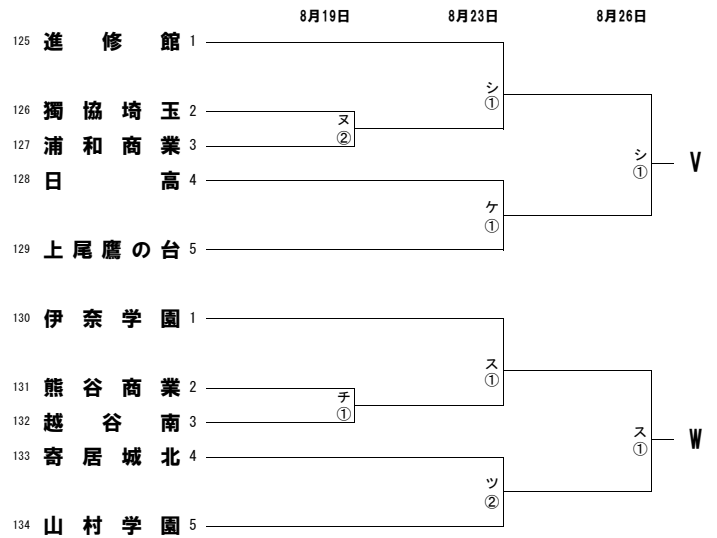 8月19日 8月23日 8月26日
125 進修館 1
シ
①
126 獨協埼玉 2
ヌ
②
127 浦和商業 3
シ
①
V
128 日高 4
ケ
①
129 上尾鷹の台 5
130 伊奈学園 1
ス
①
131 熊谷商業 2
チ
①
132 越谷南 3
ス
①
W
133 寄居城北 4
ツ
②
134 山村学園 5